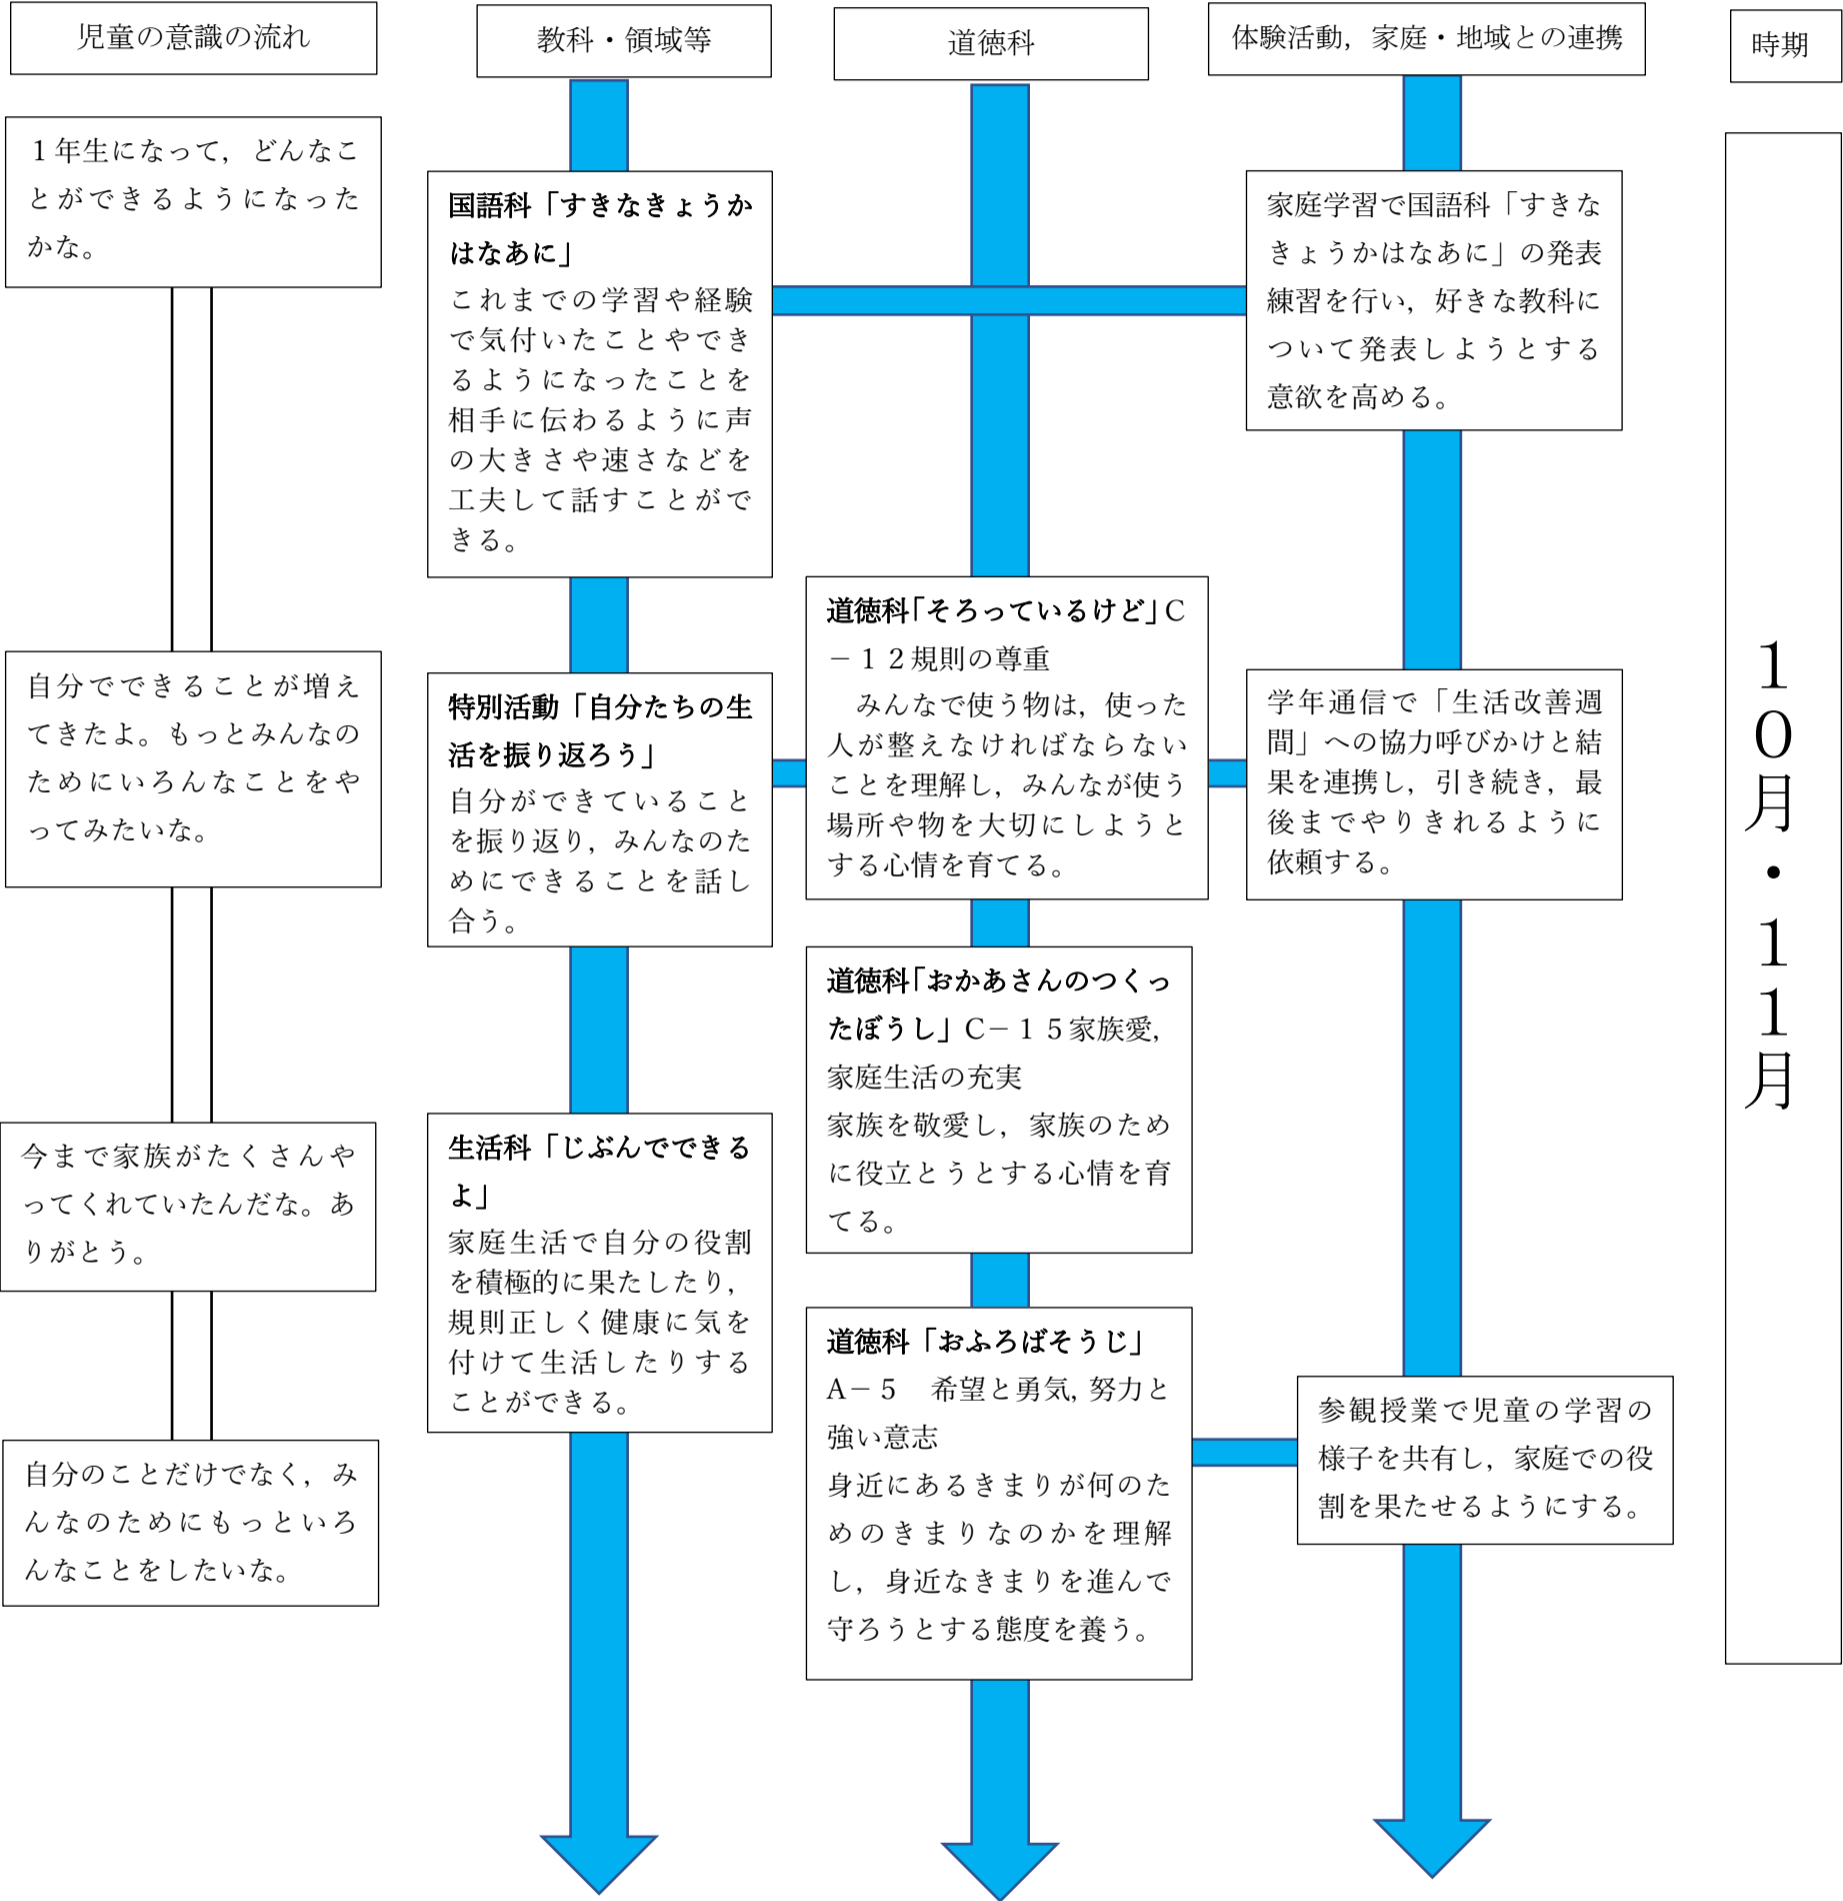 児童の意識の流れ
教科・領域等
道徳科
体験活動，家庭・地域との連携
時期
１年生になって，どんなこ
とができるようになった
かな。
自分でできることが増え
てきたよ。もっとみんなの
ためにいろんなことをや
ってみたいな。
今まで家族がたくさんや
ってくれていたんだな。あ
りがとう。
自分のことだけでなく，み
んなのためにもっといろ
んなことをしたいな。
国語科「すきなきょうか
はなあに」
これまでの学習や経験
で気付いたことやでき
るようになったことを
相手に伝わるように声
の大きさや速さなどを
工夫して話すことがで
きる。
特別活動「自分たちの生
活を振り返ろう」
自分ができていること
を振り返り，みんなのた
めにできることを話し
合う。
生活科「じぶんでできる
よ」
家庭生活で自分の役割
を積極的に果たしたり，
規則正しく健康に気を
付けて生活したりする
ことができる。
道徳科「そろっているけど」C
－１２規則の尊重
みんなで使う物は，使った
人が整えなければならない
ことを理解し，みんなが使う
場所や物を大切にしようと
する心情を育てる。
道徳科「おかあさんのつくっ
たぼうし」C－１５家族愛，
家庭生活の充実
家族を敬愛し，家族のため
に役立とうとする心情を育
てる。
道徳科「おふろばそうじ」
A－５　希望と勇気，努力と
強い意志
身近にあるきまりが何のた
めのきまりなのかを理解
し，身近なきまりを進んで
守ろうとする態度を養う。
家庭学習で国語科「すきな
きょうかはなあに」の発表
練習を行い，好きな教科に
ついて発表しようとする
意欲を高める。
学年通信で「生活改善週
間」への協力呼びかけと結
果を連携し，引き続き，最
後までやりきれるように
依頼する。
参観授業で児童の学習の
様子を共有し，家庭での役
割を果たせるようにする。
１０月・１１月